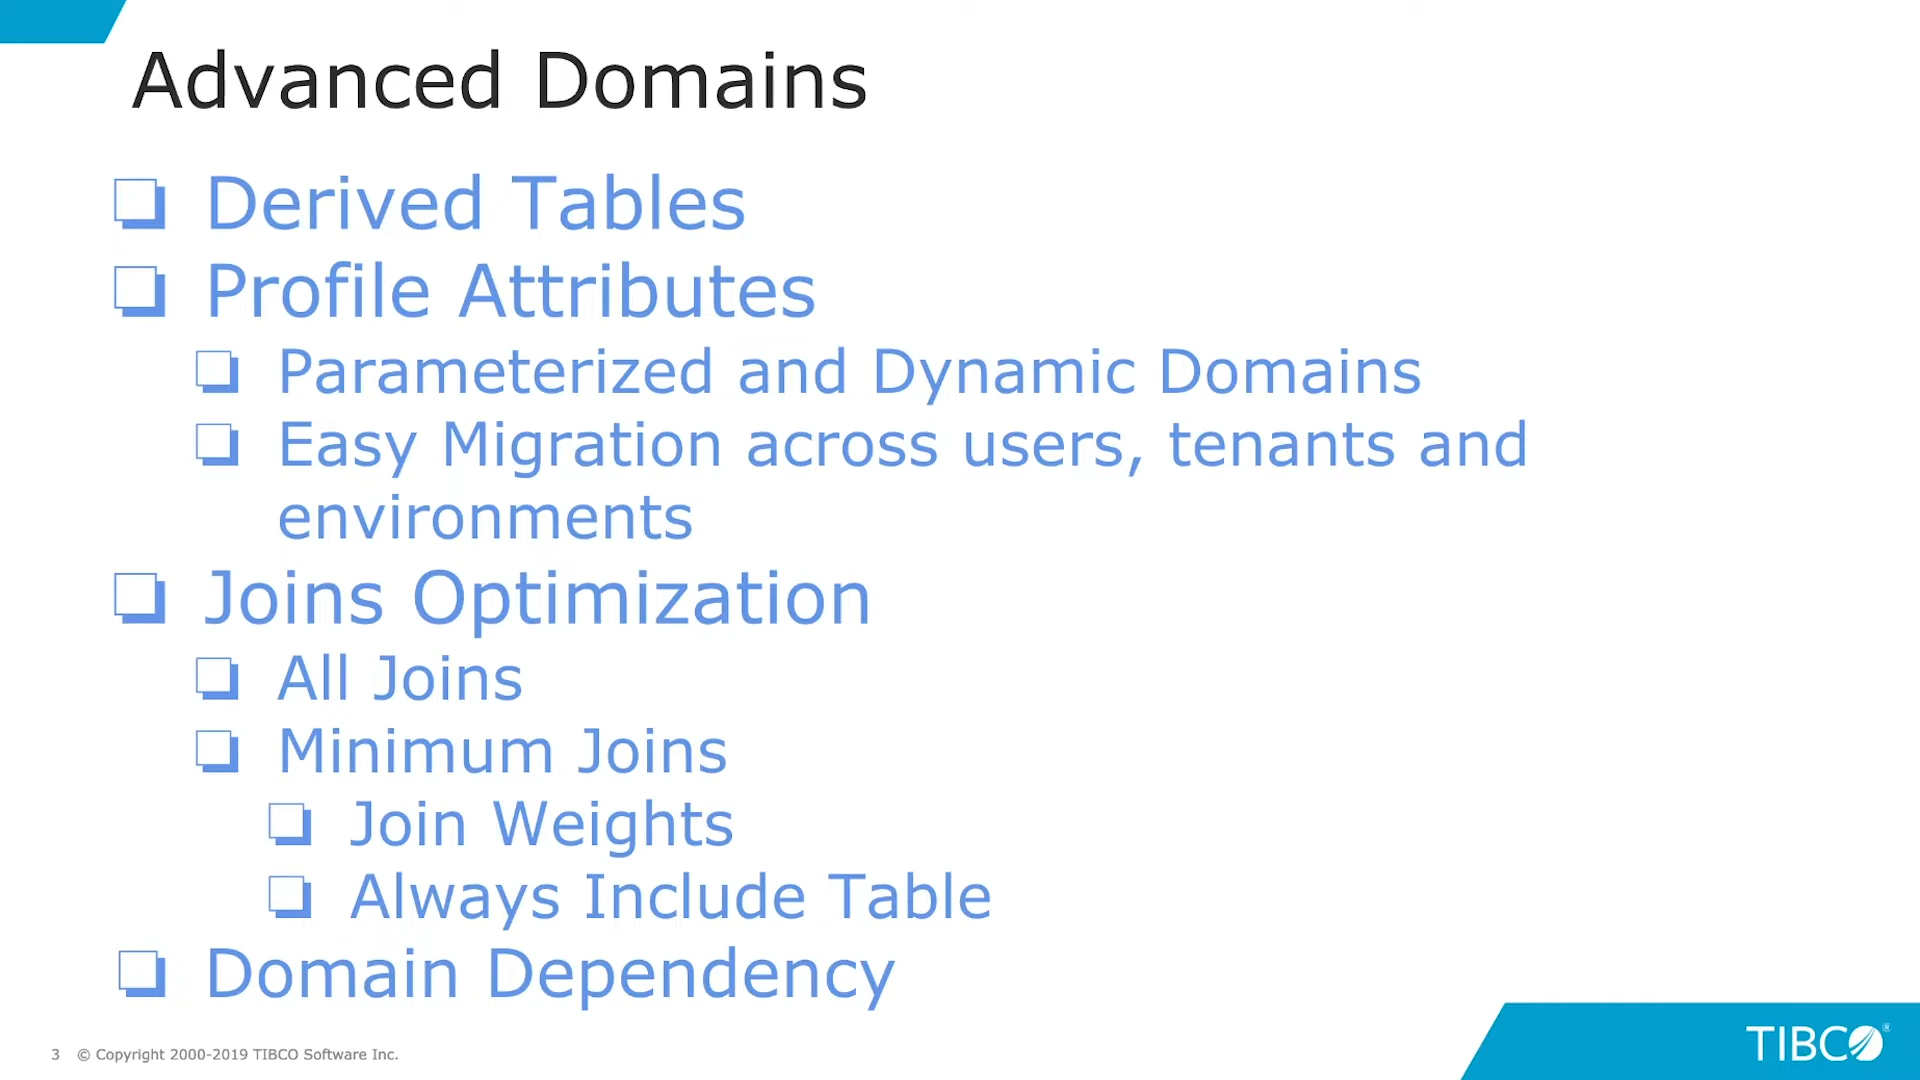 Advanced Domains
❏ Derived Tables
❏ Profile Attributes
❏ Parameterized and Dynamic Domains
❏ Easy Migration across users, tenants and
environments
❏ Joins Optimization
❏ All Joins
❏ Minimum Joins
❏ Join Weights
❏ Always Include Table
❏ Domain Dependency
3 © Copyright 2000-2019 TIBCO Software Inc.
TIBCO®